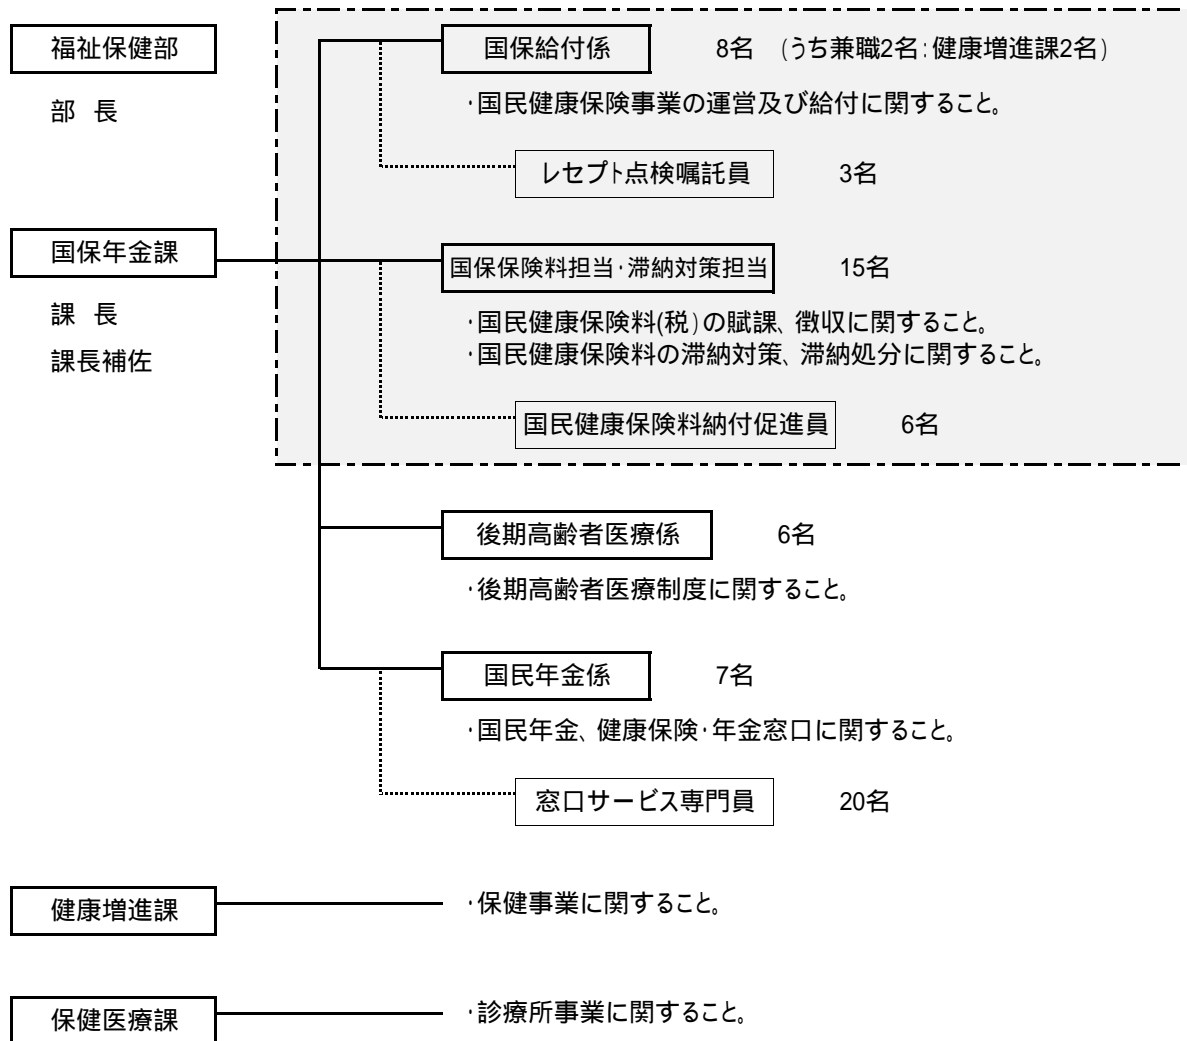 福祉保健部
部 長
国保給付係 8名 (うち兼職2名:健康増進課2名)
・国民健康保険事業の運営及び給付に関すること。
レセプト点検嘱託員 3名
国保年金課
課 長
課長補佐
国保保険料担当・滞納対策担当 15名
・国民健康保険料(税)の賦課、徴収に関すること。
・国民健康保険料の滞納対策、滞納処分に関すること。
国民健康保険料納付促進員 6名
後期高齢者医療係 6名
・後期高齢者医療制度に関すること。
国民年金係 7名
・国民年金、健康保険・年金窓口に関すること。
窓口サービス専門員 20名
健康増進課 ・保健事業に関すること。
保健医療課 ・診療所事業に関すること。